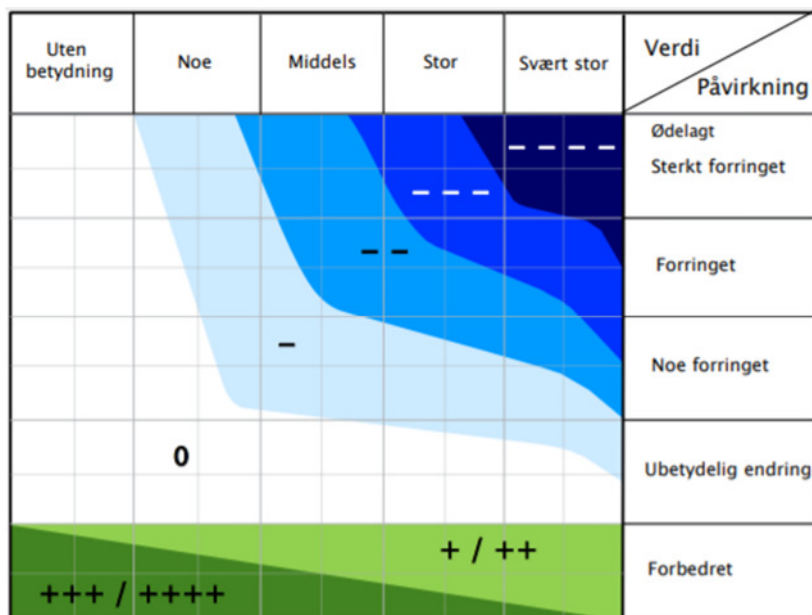 Uten
betydning
Noe
Middels
Stor
Svært stor
Verdi
Påvirkning
Ødelagt
Sterkt forringet
Forringet
Noe forringet
Ubetydelig endring
Forbedret
– – – –
– – –
– –
–
0
+ / ++
+++ / ++++